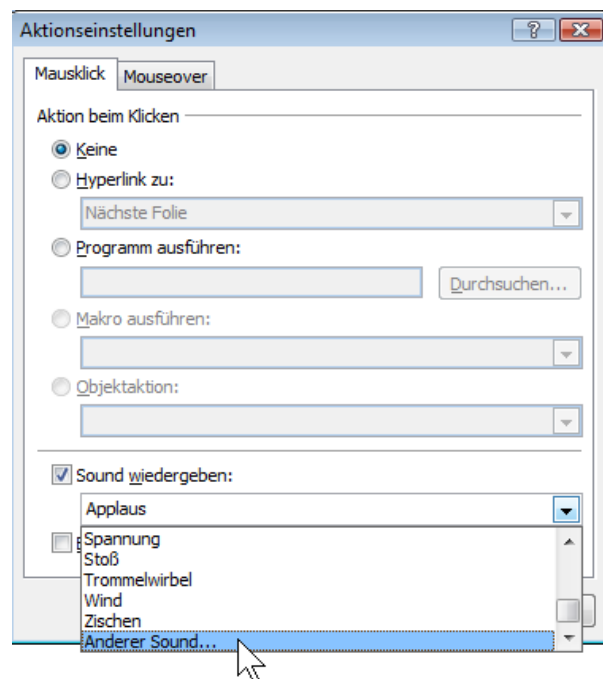 Aktionseinstellungen
Mausklick Mouseover
Aktion beim Klicken
Keine
Hyperlink zu:
Nächste Folie
Programm ausführen:
Durchsuchen...
Makro ausführen:
Objektaktion:
Sound wiedergeben:
Applaus
Spannung
Stoß
Trommelwirbel
Wind
Zischen
Anderer Sound...